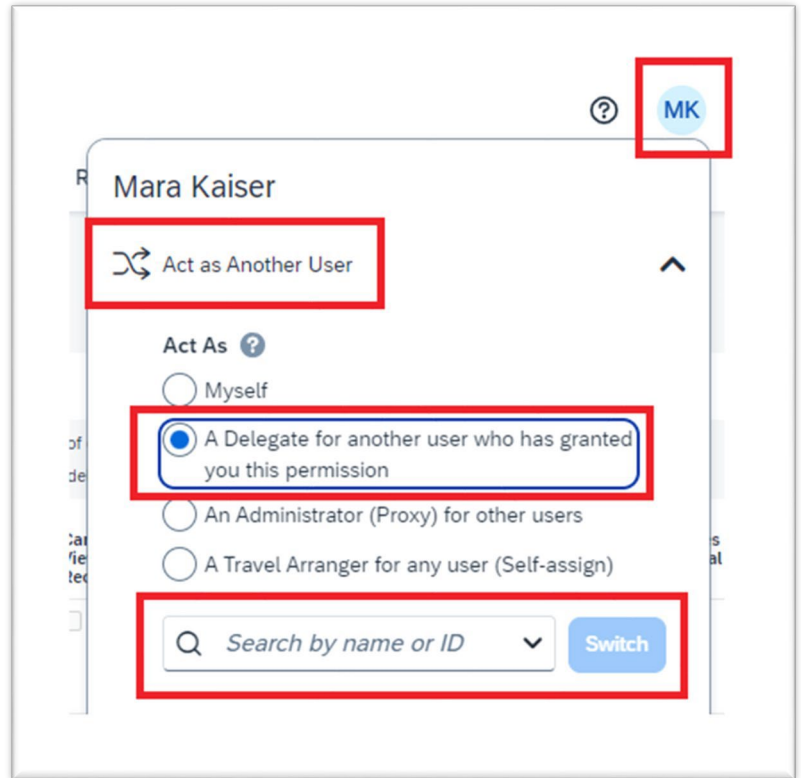 MK
Mara Kaiser
Act as Another User
Act As
Myself
A Delegate for another user who has granted
you this permission
An Administrator (Proxy) for other users
A Travel Arranger for any user (Self-assign)
Search by name or ID
Switch